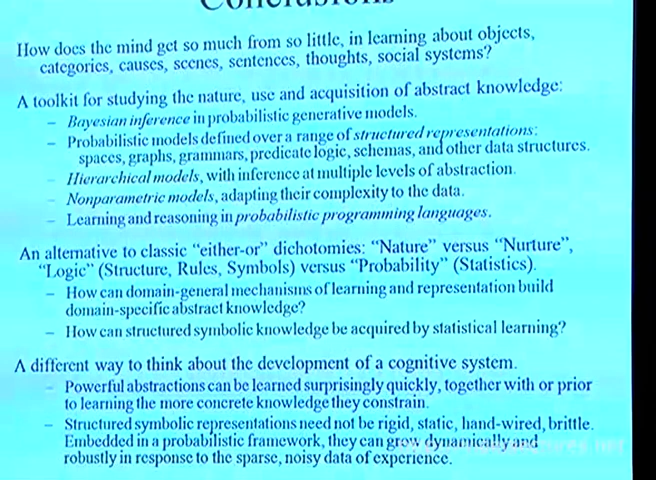 Conclusions
How does the mind get so much from so little, in learning about objects,
categories, causes, scenes, sentences, thoughts, social systems?
A toolkit for studying the nature, use and acquisition of abstract knowledge:
– Bayesian inference in probabilistic generative models.
– Probabilistic models defined over a range of structured representations:
spaces, graphs, grammars, predicate logic, schemas, and other data structures.
– Hierarchical models, with inference at multiple levels of abstraction.
– Nonparametric models, adapting their complexity to the data.
– Learning and reasoning in probabilistic programming languages.
An alternative to classic “either-or” dichotomies: “Nature” versus “Nurture”,
“Logic” (Structure, Rules, Symbols) versus “Probability” (Statistics).
– How can domain-general mechanisms of learning and representation build
domain-specific abstract knowledge?
– How can structured symbolic knowledge be acquired by statistical learning?
A different way to think about the development of a cognitive system.
– Powerful abstractions can be learned surprisingly quickly, together with or prior
to learning the more concrete knowledge they constrain.
– Structured symbolic representations need not be rigid, static, hand-wired, brittle.
Embedded in a probabilistic framework, they can grow dynamically and
robustly in response to the sparse, noisy data of experience.